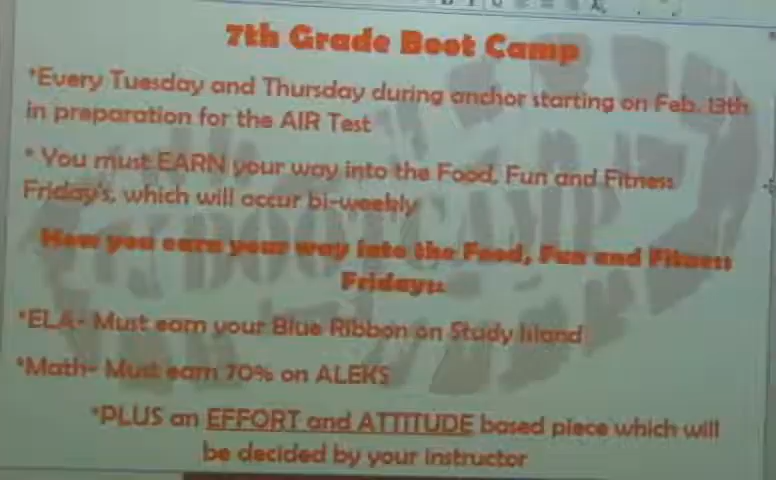 7th Grade Boot Camp
*Every Tuesday and Thursday during anchor starting on Feb. 13th
in preparation for the AIR Test
* You must EARN your way into the Food, Fun and Fitness
Friday's, which will occur bi-weekly
How you earn your way into the Food, Fun and Fitness
Fridays:
*ELA- Must earn your Blue Ribbon on Study Island
*Math- Must earn 70% on ALEKS
*PLUS an EFFORT and ATTITUDE based piece which will
be decided by your instructor
BOOTCAMP